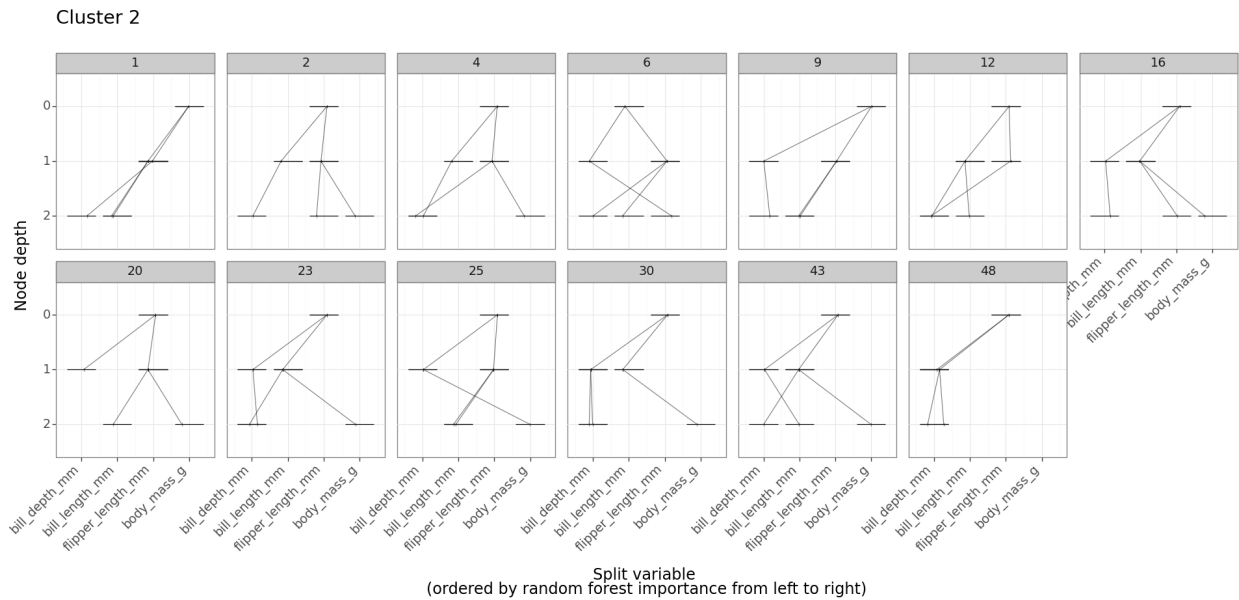 Cluster 2
1 2 4 6 9 12 16
0
1
2
20 23 25 30 43 48
0
1
2
Node depth
bill_length_mm
flipper_length_mm
body_mass_g
bill_depth_mm bill_length_mm flipper_length_mm body_mass_g
bill_depth_mm bill_length_mm flipper_length_mm body_mass_g
bill_depth_mm bill_length_mm flipper_length_mm body_mass_g
bill_depth_mm bill_length_mm flipper_length_mm body_mass_g
bill_depth_mm bill_length_mm flipper_length_mm body_mass_g
bill_depth_mm bill_length_mm flipper_length_mm body_mass_g
Split variable
(ordered by random forest importance from left to right)